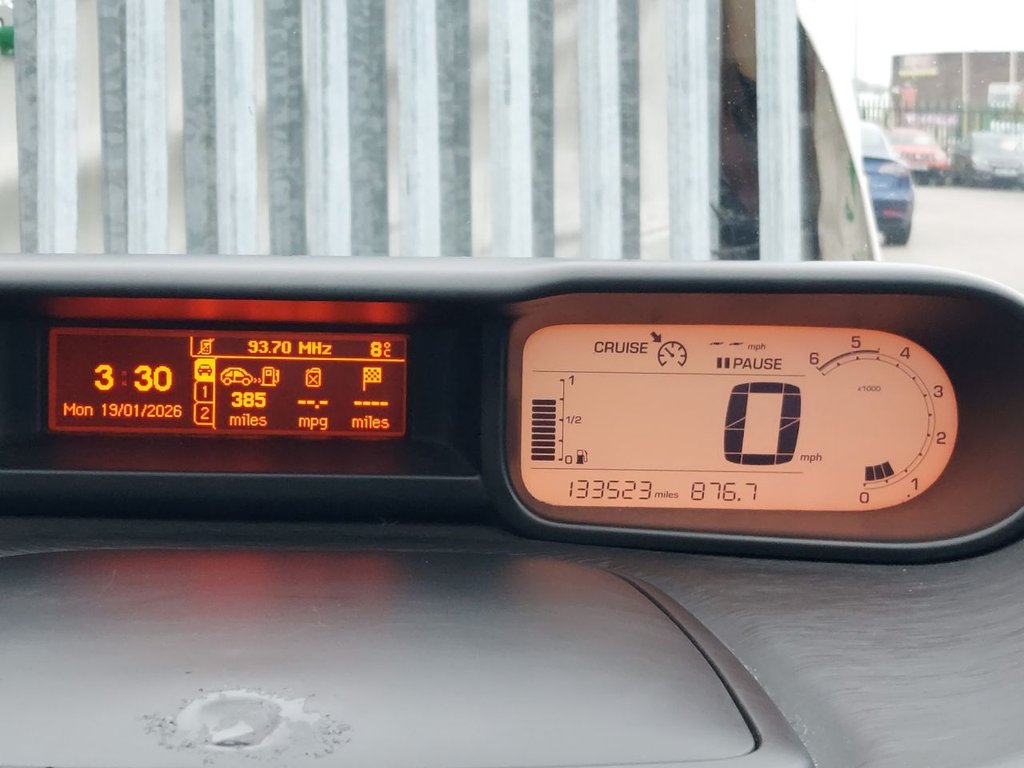 93.70 MHz 8°C
3:30
Mon 19/01/2026
1
2
385 --.- ----
miles mpg miles
CRUISE --- mph
PAUSE
1
1/2
0
0 mph
133523 miles 876.7
6 5 4 3 2 1 0
x1000